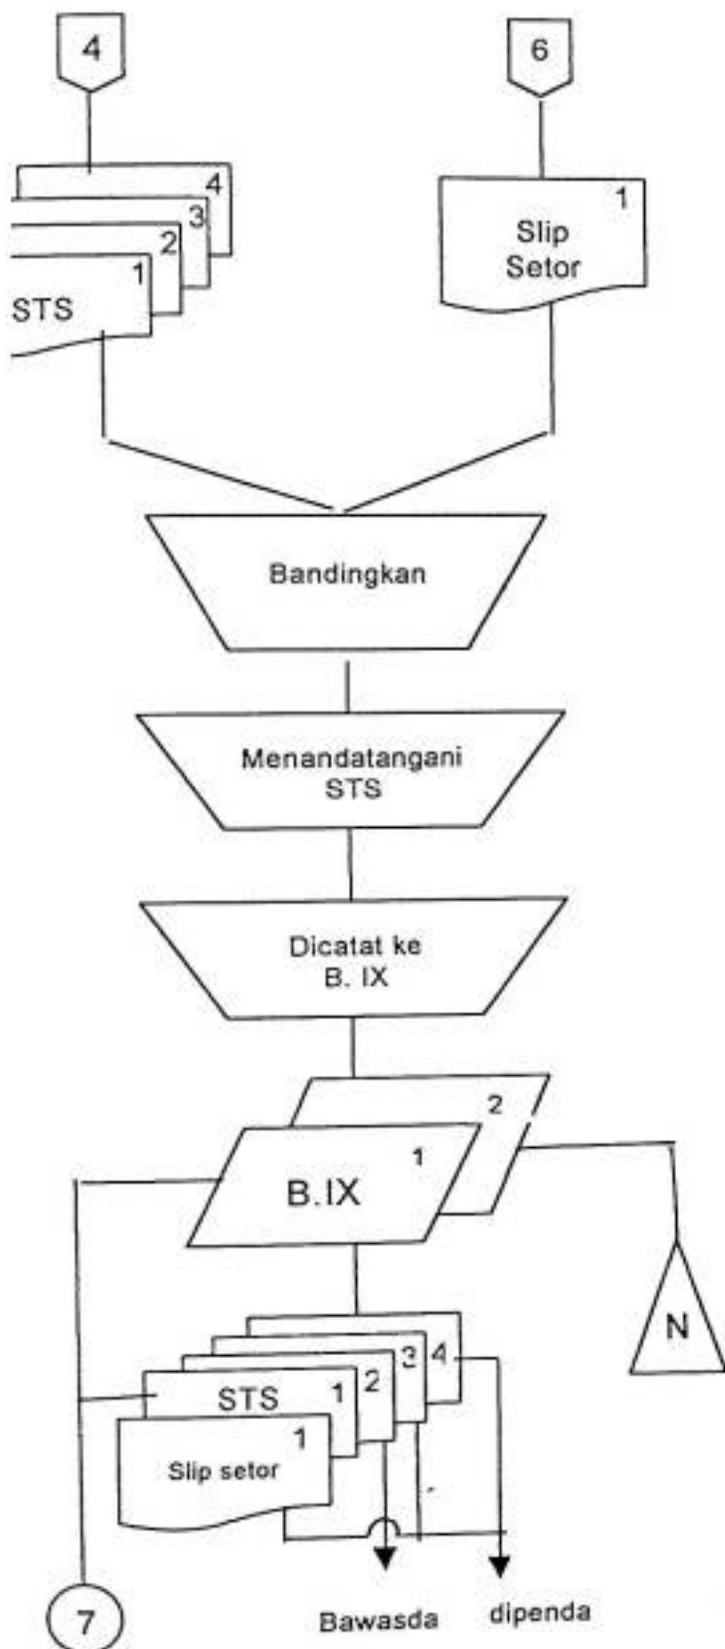 4
6
4
3
2
1
STS
1
Slip
Setor
Bandingkan
Menandatangani
STS
Dicatat ke
B. IX
2
1
B.IX
N
4
3
2
1
STS
1
Slip setor
7
Bawasda
dipenda